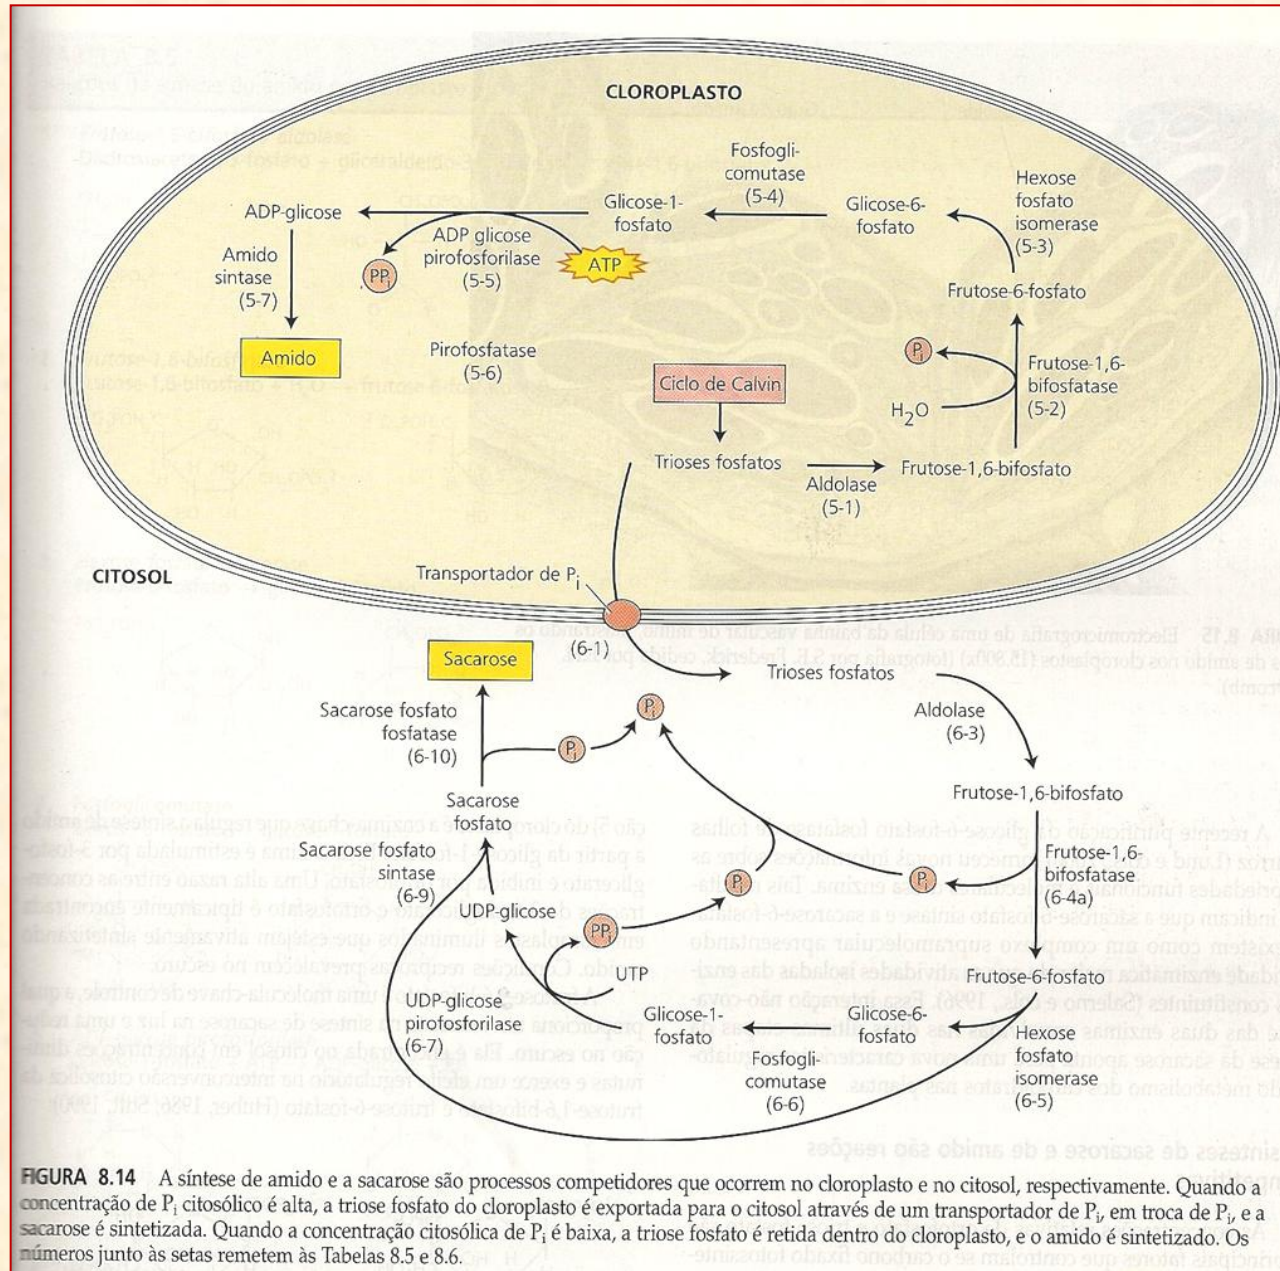 CLOROPLASTO
ADP-glicose
Glicose-1-
fosfato
Fosfogli-
comutase
(5-4)
Glicose-6-
fosfato
Hexose
fosfato
isomerase
(5-3)
Amido
sintase
(5-7)
PPi
ADP glicose
pirofosforilase
(5-5)
ATP
Frutose-6-fosfato
Amido
Pirofosfatase
(5-6)
Ciclo de Calvin
Pi
H2O
Frutose-1,6-
bifosfatase
(5-2)
Trioses fosfatos
Aldolase
(5-1)
Frutose-1,6-bifosfato
CITOSOL
Transportador de Pi
(6-1)
Sacarose
Trioses fosfatos
Sacarose fosfato
fosfatase
(6-10)
Pi
Pi
Aldolase
(6-3)
Sacarose
fosfato
Frutose-1,6-bifosfato
Sacarose fosfato
sintase
(6-9)
Pi
Pi
Frutose-1,6-
bifosfatase
(6-4a)
UDP-glicose
PPi
UTP
Frutose-6-fosfato
UDP-glicose
pirofosforilase
(6-7)
Glicose-1-
fosfato
Glicose-6-
fosfato
Fosfogli-
comutase
(6-6)
Hexose
fosfato
isomerase
(6-5)
FIGURA 8.14 A síntese de amido e a sacarose são processos competidores que ocorrem no cloroplasto e no citosol, respectivamente. Quando a
concentração de Pi citosólico é alta, a triose fosfato do cloroplasto é exportada para o citosol através de um transportador de Pi, em troca de Pi, e a
sacarose é sintetizada. Quando a concentração citosólica de Pi é baixa, a triose fosfato é retida dentro do cloroplasto, e o amido é sintetizado. Os
números junto às setas remetem às Tabelas 8.5 e 8.6.